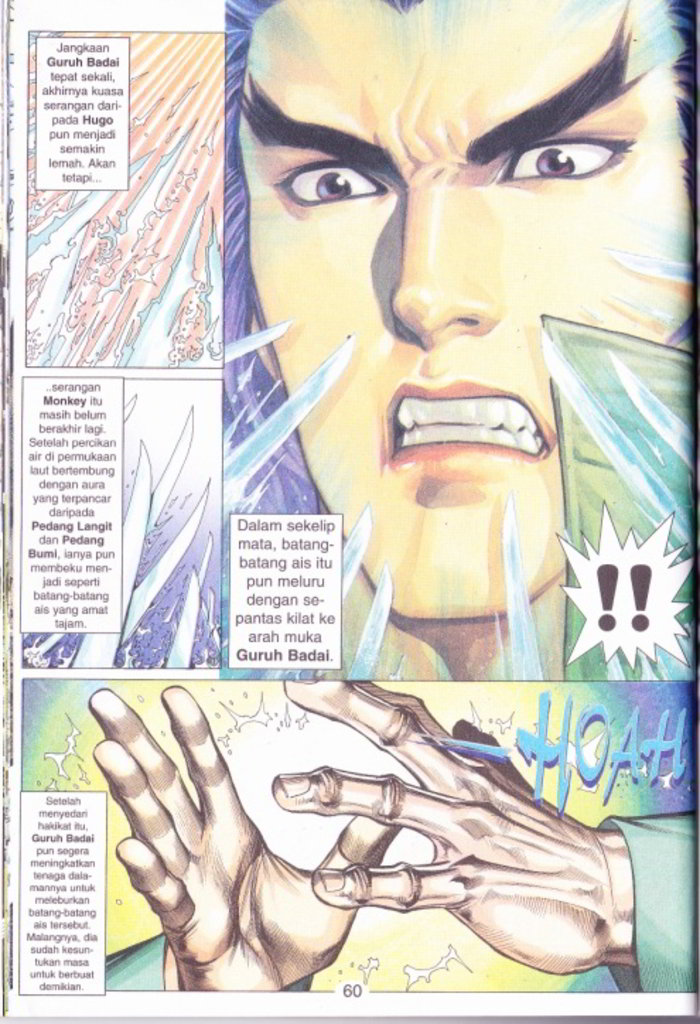 Jangkaan
Guruh Badai
tepat sekali,
akhirnya kuasa
serangan dari-
pada Hugo
pun menjadi
semakin
lemah. Akan
tetapi...
..serangan
Monkey itu
masih belum
berakhir lagi.
Setelah percikan
air di permukaan
laut bertembung
dengan aura
yang terpancar
daripada
Pedang Langit
dan Pedang
Bumi, ianya pun
membeku men-
jadi seperti
batang-batang
ais yang amat
tajam.
Dalam sekelip
mata, batang-
batang ais itu
pun meluru
dengan se-
pantas kilat ke
arah muka
Guruh Badai.
!!
HOAH
Setelah
menyedari
hakikat itu,
Guruh Badai
pun segera
meningkatkan
tenaga dala-
mannya untuk
meleburkan
batang-batang
ais tersebut.
Malangnya, dia
sudah kesun-
tukan masa
untuk berbuat
demikian.
60